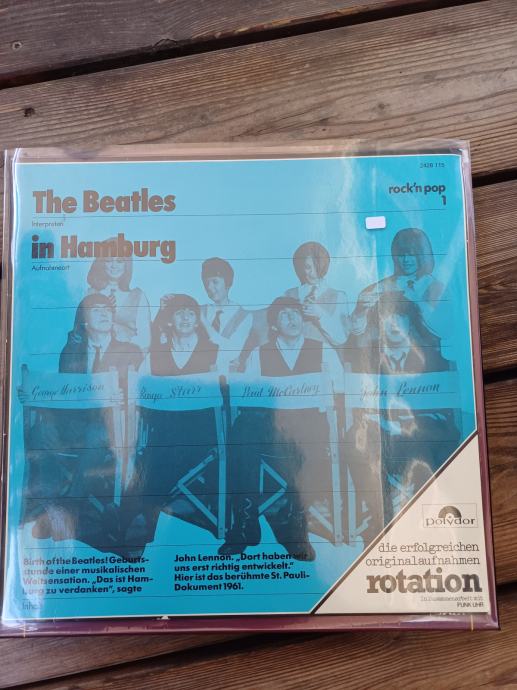 2428 115
The Beatles
rock'n pop
1
Interpreten
in Hamburg
Aufnahmeort
George Harrison
Ringo Starr
Paul McCartney
John Lennon
polydor
die erfolgreichen
originalaufnahmen
rotation
In Zusammenarbeit mit
FUNK UHR
Birth of the Beatles! Geburts-
stunde einer musikalischen
Weltsensation. „Das ist Ham-
burg zu verdanken", sagte
John Lennon. „Dort haben wir
uns erst richtig entwickelt."
Hier ist das berühmte St. Pauli-
Dokument 1961.
Inhalt